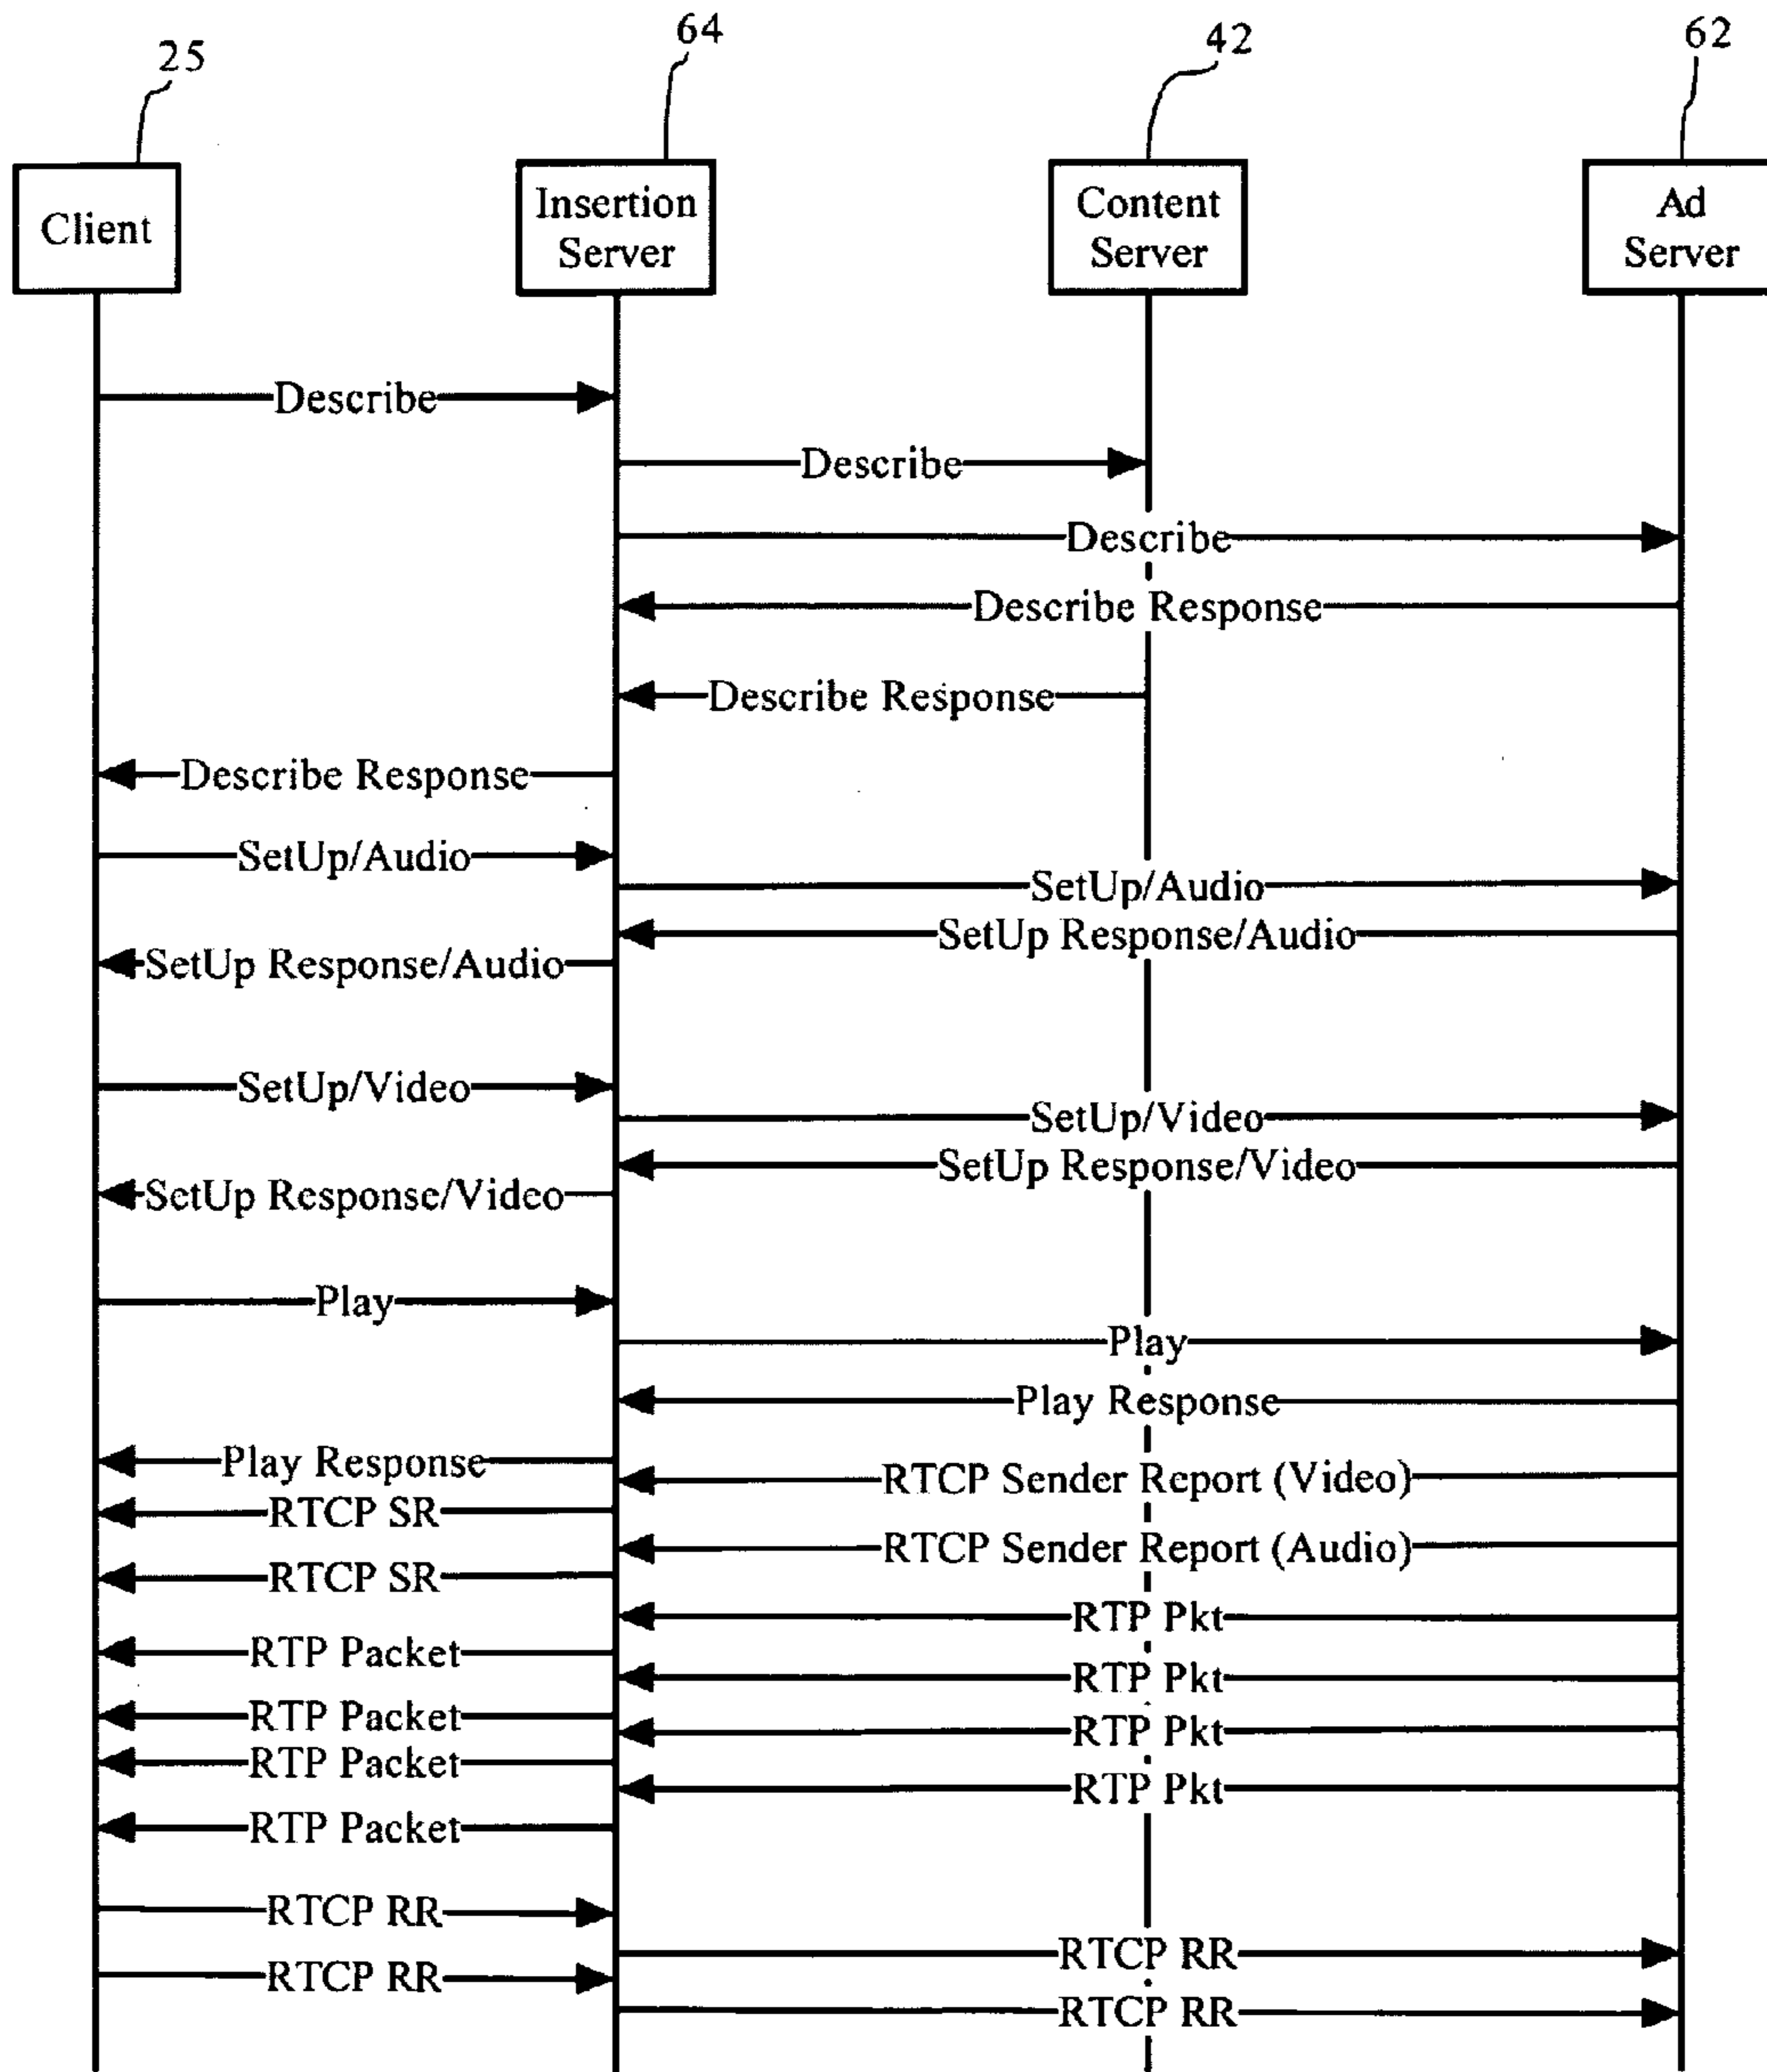 25
64
42
62
Client
Insertion
Server
Content
Server
Ad
Server
Describe
Describe
Describe
Describe Response
Describe Response
Describe Response
SetUp/Audio
SetUp/Audio
SetUp Response/Audio
SetUp Response/Audio
SetUp/Video
SetUp/Video
SetUp Response/Video
SetUp Response/Video
Play
Play
Play Response
Play Response
RTCP Sender Report (Video)
RTCP SR
RTCP Sender Report (Audio)
RTCP SR
RTP Pkt
RTP Packet
RTP Pkt
RTP Packet
RTP Pkt
RTP Packet
RTP Pkt
RTP Packet
RTCP RR
RTCP RR
RTCP RR
RTCP RR